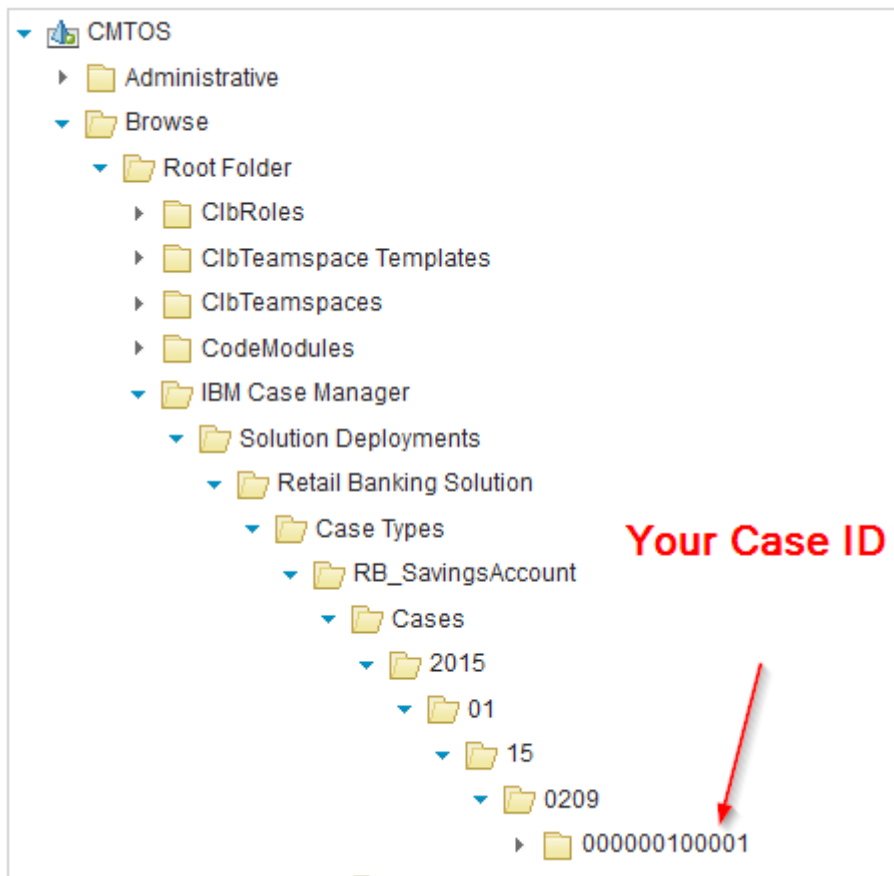 CMTOS
Administrative
Browse
Root Folder
ClbRoles
ClbTeamspace Templates
ClbTeamspaces
CodeModules
IBM Case Manager
Solution Deployments
Retail Banking Solution
Case Types
Your Case ID
RB_SavingsAccount
Cases
2015
01
15
0209
000000100001